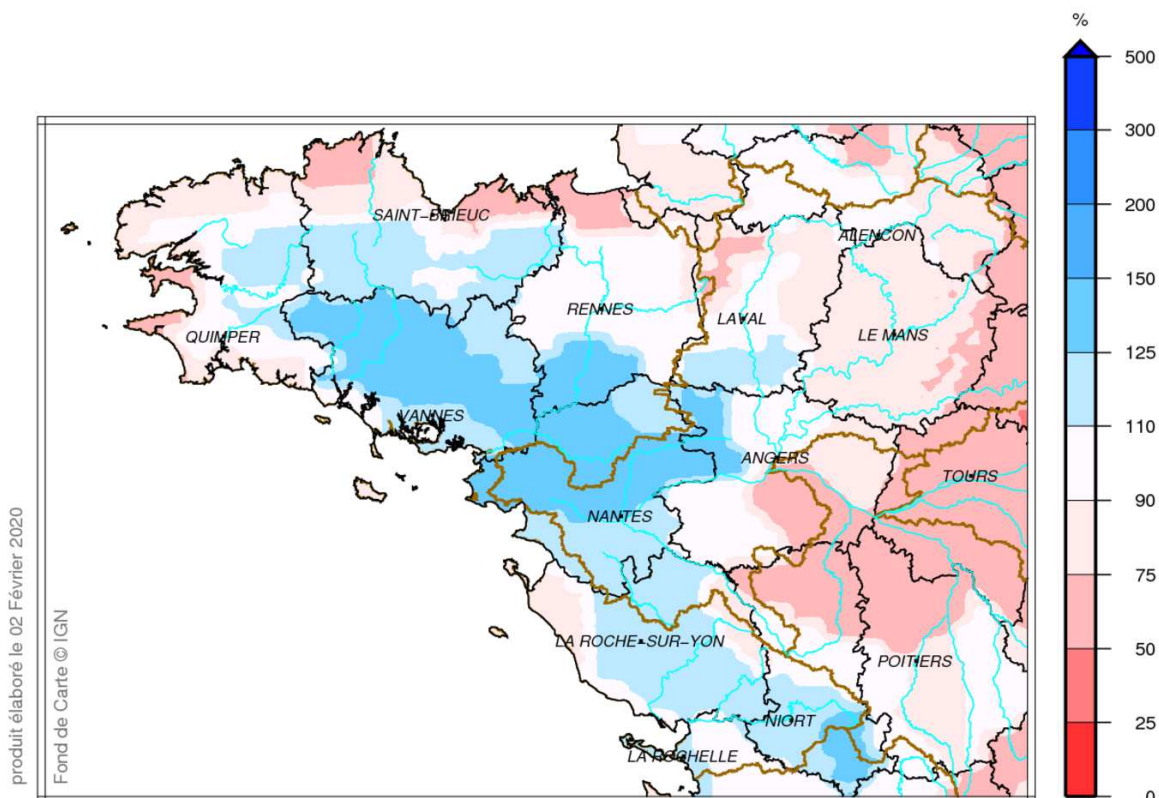 %
500
300
200
150
125
110
90
75
50
25
0
SAINT-BRIEUC
ALENCON
RENNES
LAVAL
LE MANS
QUIMPER
VANNES
ANGERS
TOURS
NANTES
LA ROCHE-SUR-YON
POITIERS
NIORT
LA ROCHELLE
produit élaboré le 02 Février 2020
Fond de Carte © IGN